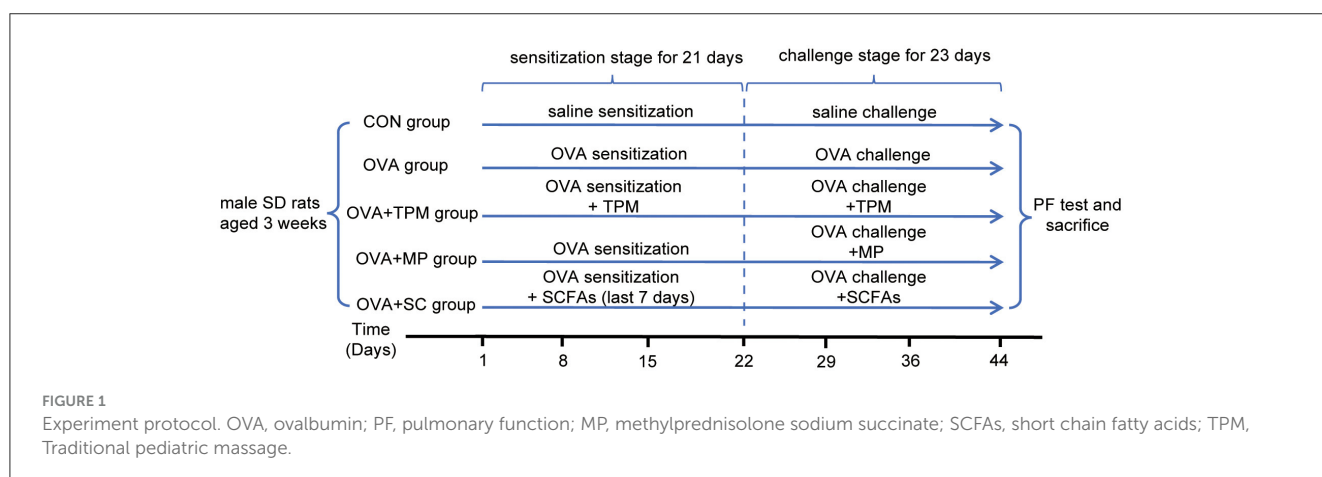 sensitization stage for 21 days
challenge stage for 23 days
male SD rats
aged 3 weeks
CON group
saline sensitization
saline challenge
OVA group
OVA sensitization
OVA challenge
OVA+TPM group
OVA sensitization
+ TPM
OVA challenge
+TPM
OVA+MP group
OVA sensitization
OVA challenge
+MP
OVA+SC group
OVA sensitization
+ SCFAs (last 7 days)
OVA challenge
+SCFAs
PF test and
sacrifice
Time
(Days)
1 8 15 22 29 36 44
FIGURE 1
Experiment protocol. OVA, ovalbumin; PF, pulmonary function; MP, methylprednisolone sodium succinate; SCFAs, short chain fatty acids; TPM,
Traditional pediatric massage.